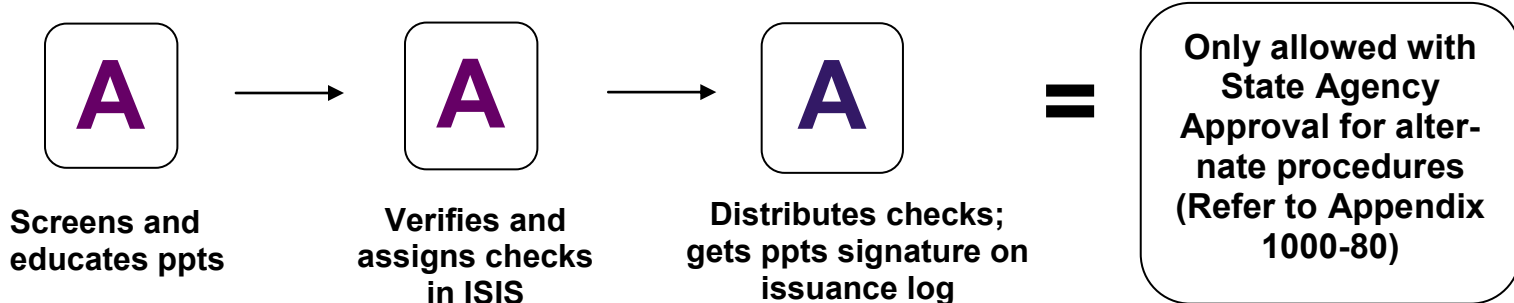 A
Screens and
educates ppts
A
Verifies and
assigns checks
in ISIS
A
Distributes checks;
gets ppts signature on
issuance log
=
Only allowed with
State Agency
Approval for alter-
nate procedures
(Refer to Appendix
1000-80)